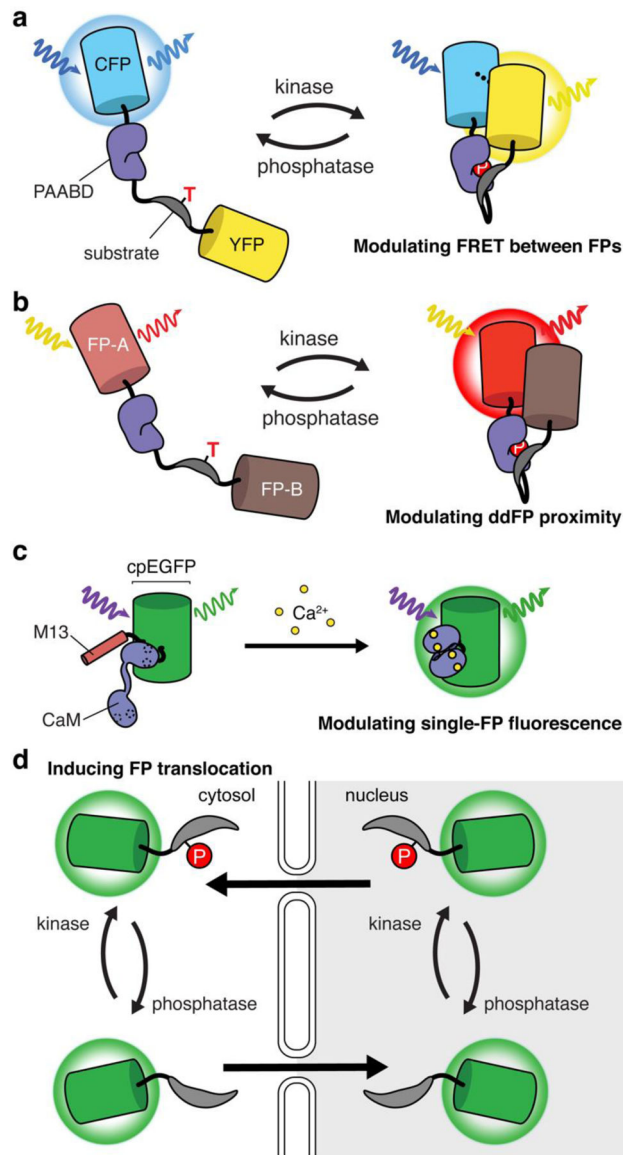 a
CFP
kinase
phosphatase
PAABD
T
P
substrate
YFP
Modulating FRET between FPs
b
FP-A
kinase
phosphatase
T
P
FP-B
Modulating ddFP proximity
c
cpEGFP
Ca²⁺
M13
CaM
Modulating single-FP fluorescence
d
Inducing FP translocation
cytosol
nucleus
P
P
kinase
kinase
phosphatase
phosphatase